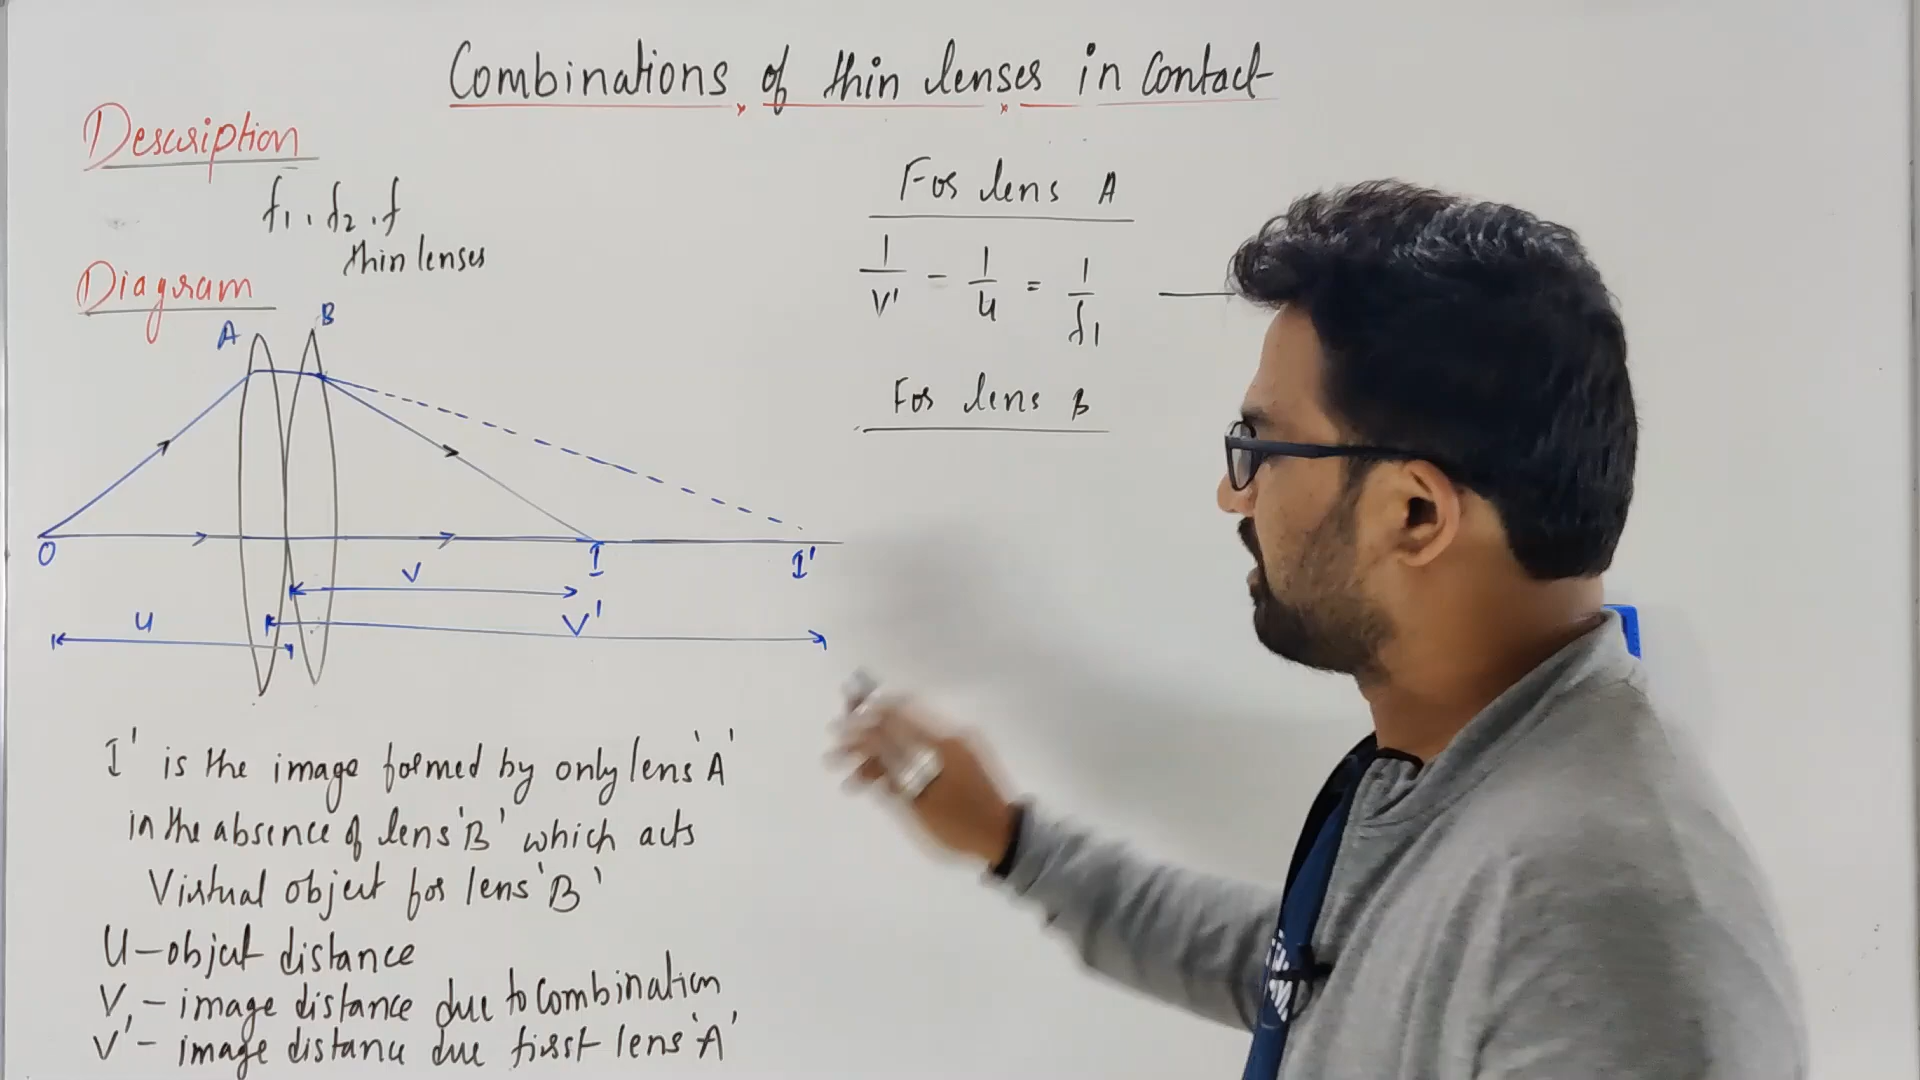 Combinations of thin lenses in Contact
Description
f1, f2, f
thin lenses
Diagram
A
B
O
I
I'
V
V'
u
I' is the image formed by only lens 'A'
in the absence of lens 'B' which acts
Virtual object for lens 'B'
U - object distance
V, - image distance due to Combination
V' - image distance due first lens 'A'
For lens A
1/V' - 1/u = 1/f1
For lens B